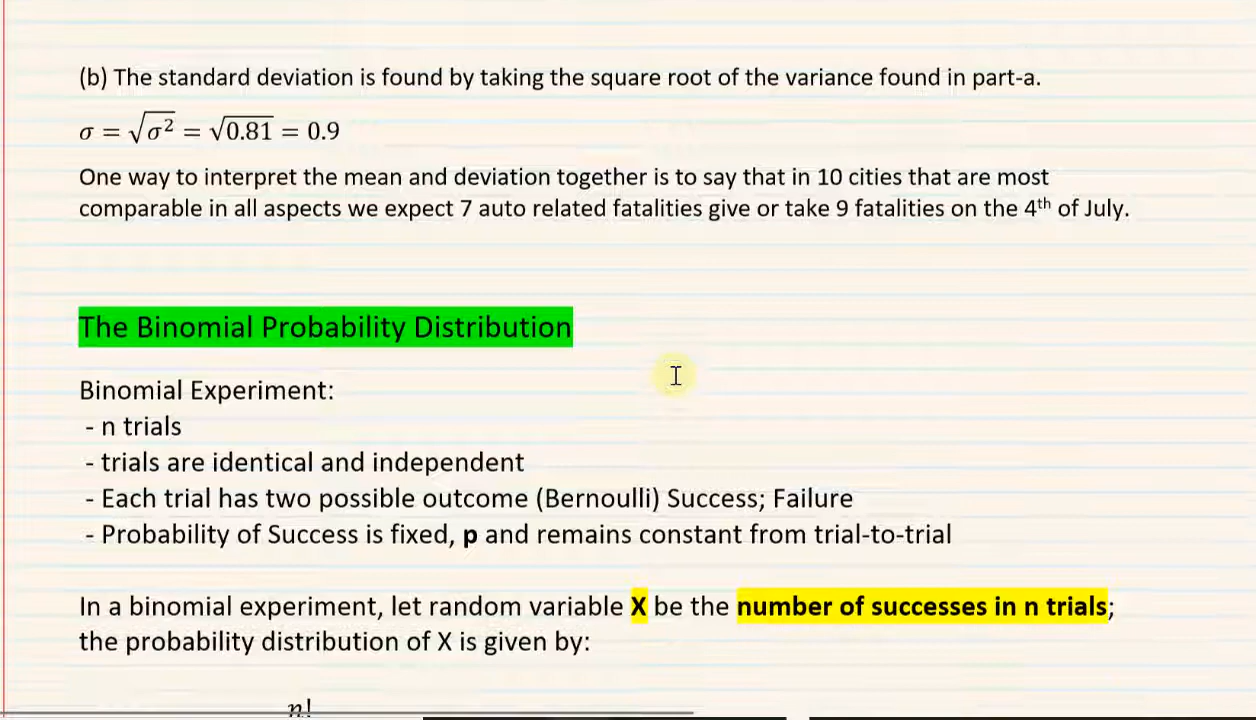 (b) The standard deviation is found by taking the square root of the variance found in part-a.
σ = √σ² = √0.81 = 0.9
One way to interpret the mean and deviation together is to say that in 10 cities that are most
comparable in all aspects we expect 7 auto related fatalities give or take 9 fatalities on the 4th of July.
The Binomial Probability Distribution
Binomial Experiment:
- n trials
- trials are identical and independent
- Each trial has two possible outcome (Bernoulli) Success; Failure
- Probability of Success is fixed, p and remains constant from trial-to-trial
In a binomial experiment, let random variable X be the number of successes in n trials;
the probability distribution of X is given by:
n!